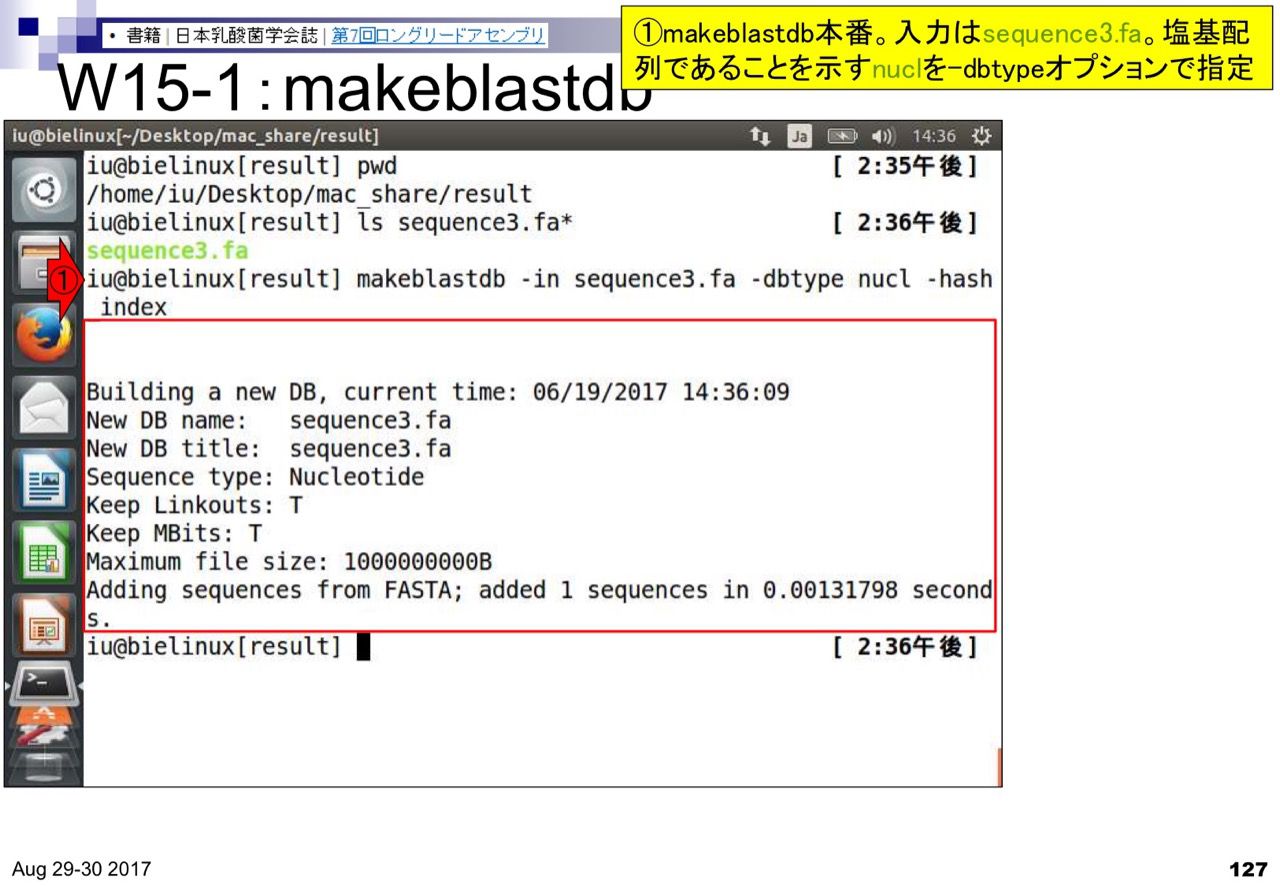 • 書籍 | 日本乳酸菌学会誌 | 第7回ロングリードアセンブリ
①makeblastdb本番。入力はsequence3.fa。塩基配
列であることを示すnuclを-dbtypeオプションで指定
W15-1：makeblastdb
iu@bielinux[~/Desktop/mac_share/result]
Ja
14:36
iu@bielinux[result] pwd [ 2:35午後]
/home/iu/Desktop/mac_share/result
iu@bielinux[result] ls sequence3.fa* [ 2:36午後]
sequence3.fa
①
iu@bielinux[result] makeblastdb -in sequence3.fa -dbtype nucl -hash
_index
Building a new DB, current time: 06/19/2017 14:36:09
New DB name:   sequence3.fa
New DB title:  sequence3.fa
Sequence type: Nucleotide
Keep Linkouts: T
Keep MBits: T
Maximum file size: 1000000000B
Adding sequences from FASTA; added 1 sequences in 0.00131798 second
s.
iu@bielinux[result] [ 2:36午後]
Aug 29-30 2017
127